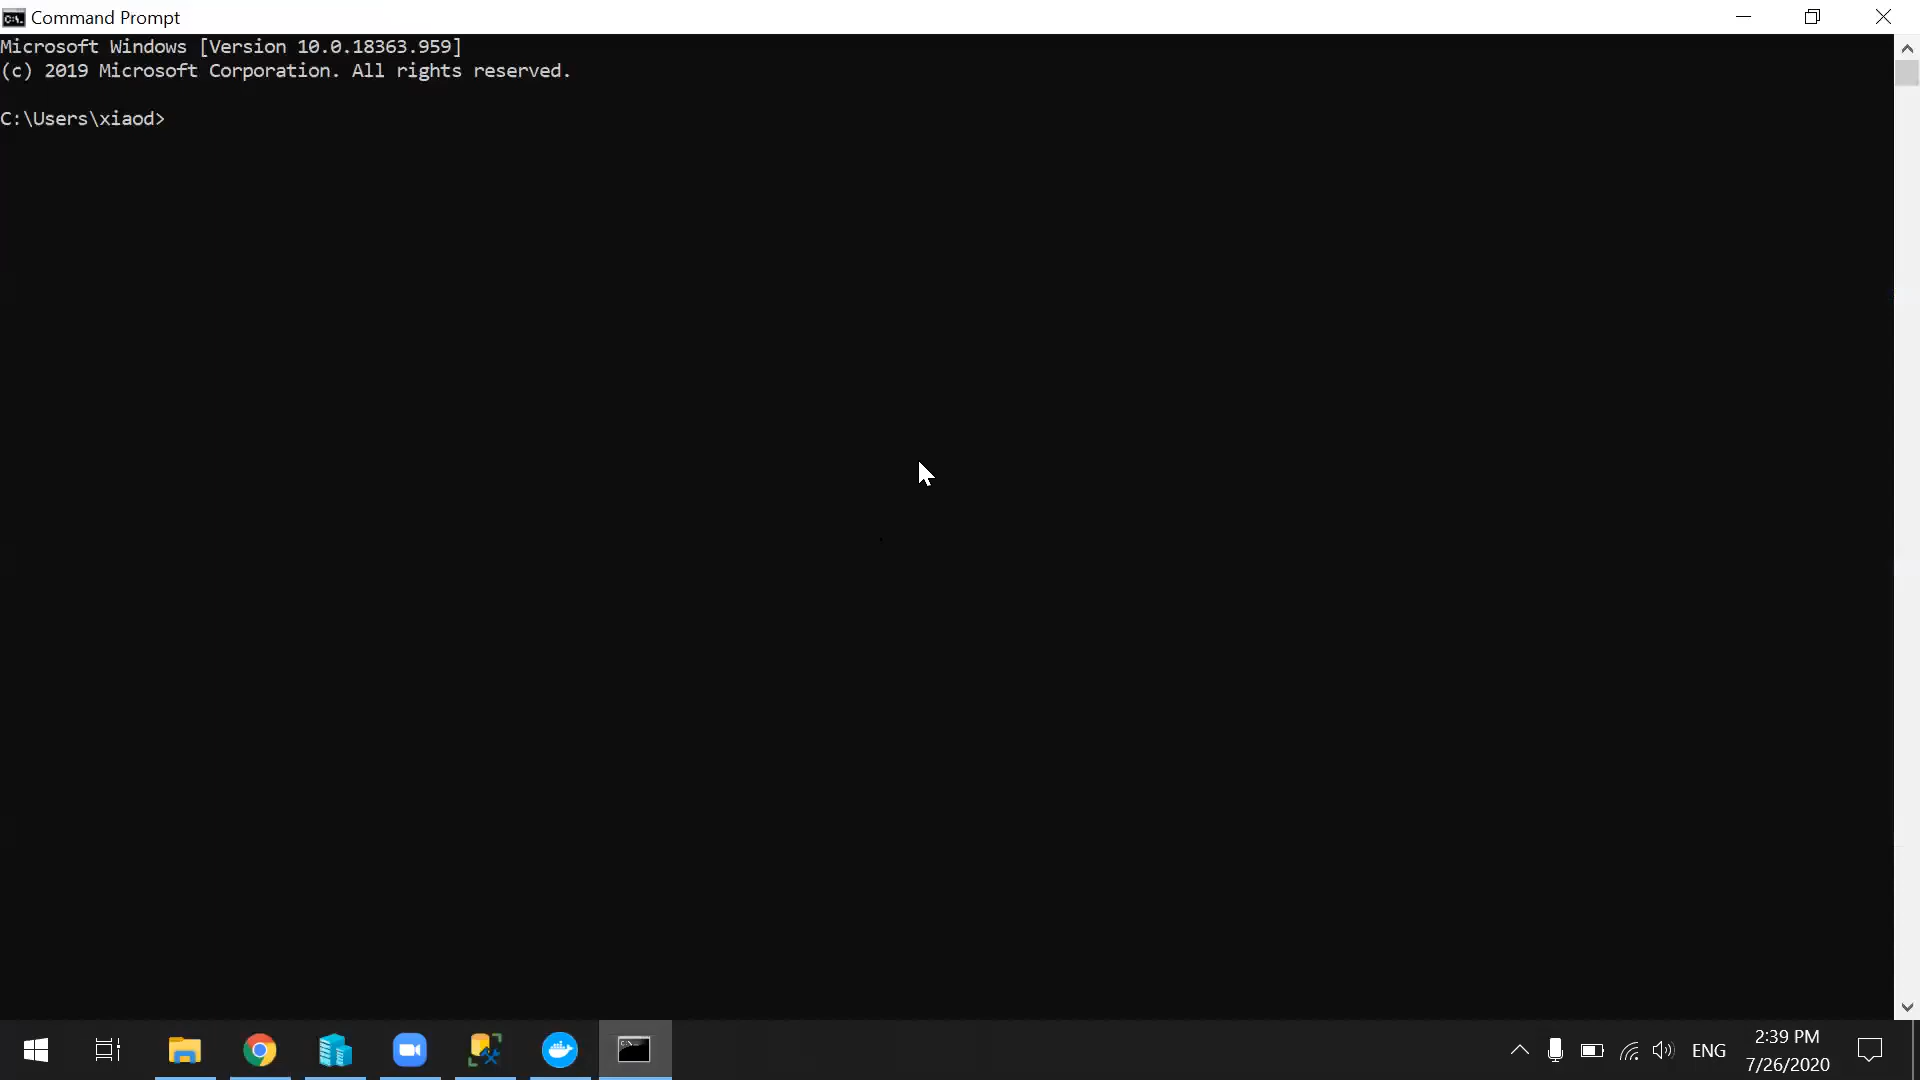 Command Prompt
Microsoft Windows [Version 10.0.18363.959]
(c) 2019 Microsoft Corporation. All rights reserved.
C:\Users\xiaod>
ENG
2:39 PM
7/26/2020